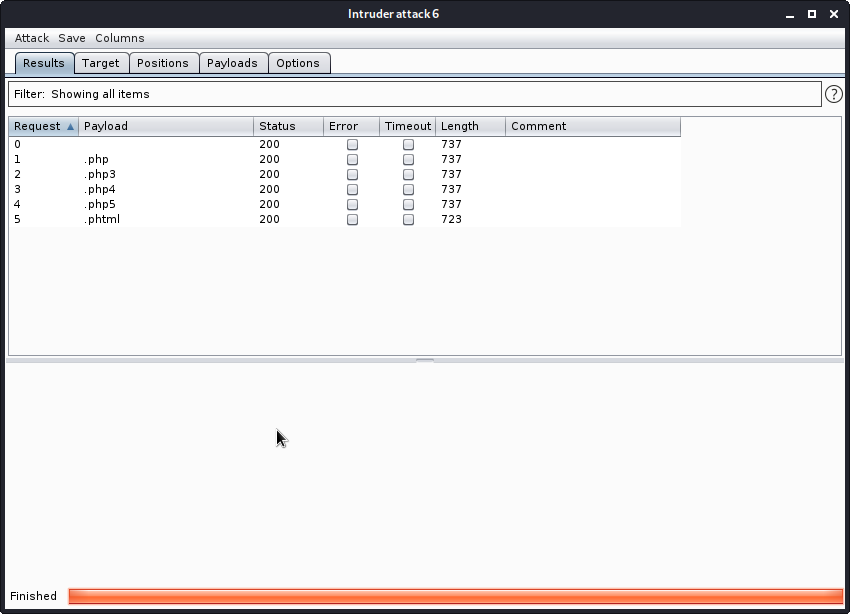 Intruder attack 6
Attack Save Columns
Results Target Positions Payloads Options
Filter: Showing all items ?
Request Payload Status Error Timeout Length Comment
0 200 737
1 .php 200 737
2 .php3 200 737
3 .php4 200 737
4 .php5 200 737
5 .phtml 200 723
Finished